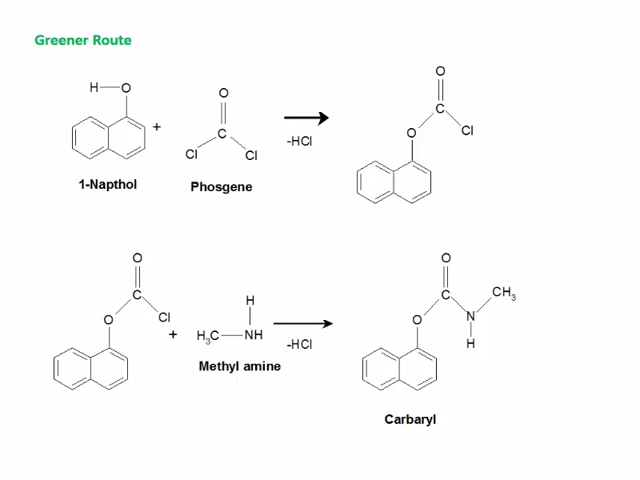 Greener Route
H O
O
O
+
C
Cl Cl
-HCl
O
C
Cl
1-Napthol
Phosgene
O
C
O Cl
+
H
H₃C NH
-HCl
Methyl amine
O
C
CH₃
O N
H
Carbaryl